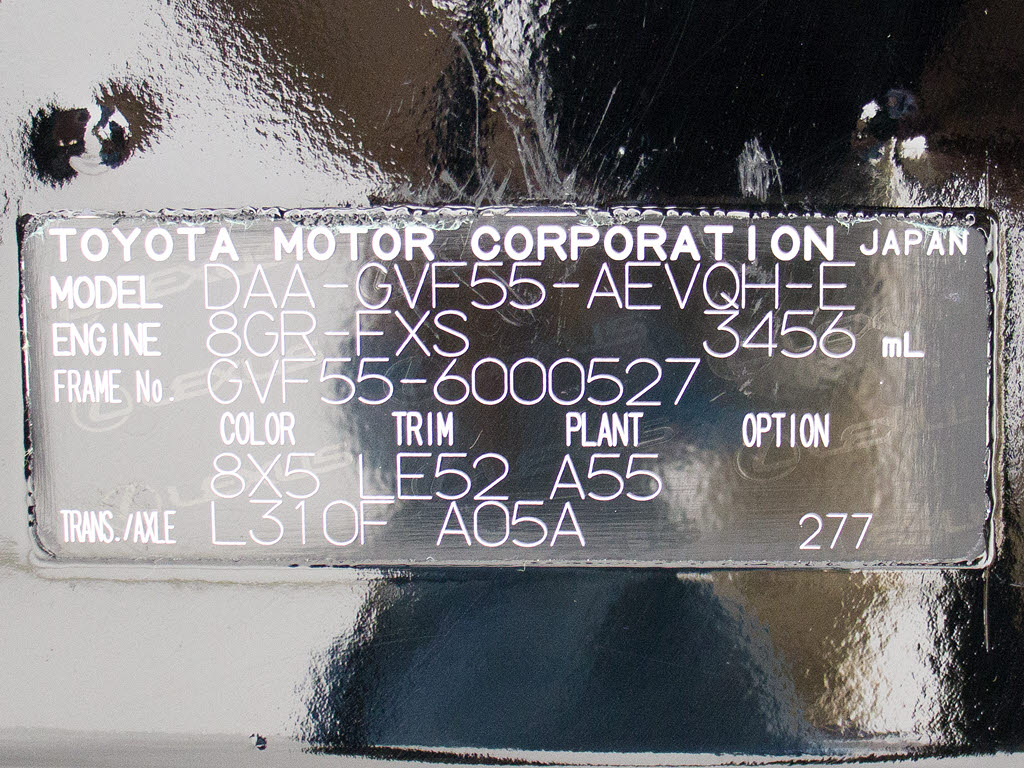 TOYOTA MOTOR CORPORATION JAPAN
MODEL DAA-GVF55-AEVQH-E
ENGINE 8GR-FXS 3456 mL
FRAME No. GVF55-6000527
COLOR TRIM PLANT OPTION
8X5 LE52 A55
TRANS./AXLE L310F A05A 277